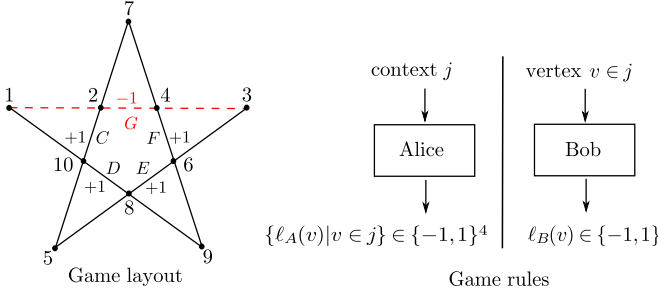 7
1 2 −1 4 3
G
+1 C F +1
10 D E 6
+1 +1
8
5 9
Game layout
context j vertex v ∈ j
Alice Bob
{ℓ_A(v)|v ∈ j} ∈ {−1, 1}^4 ℓ_B(v) ∈ {−1, 1}
Game rules